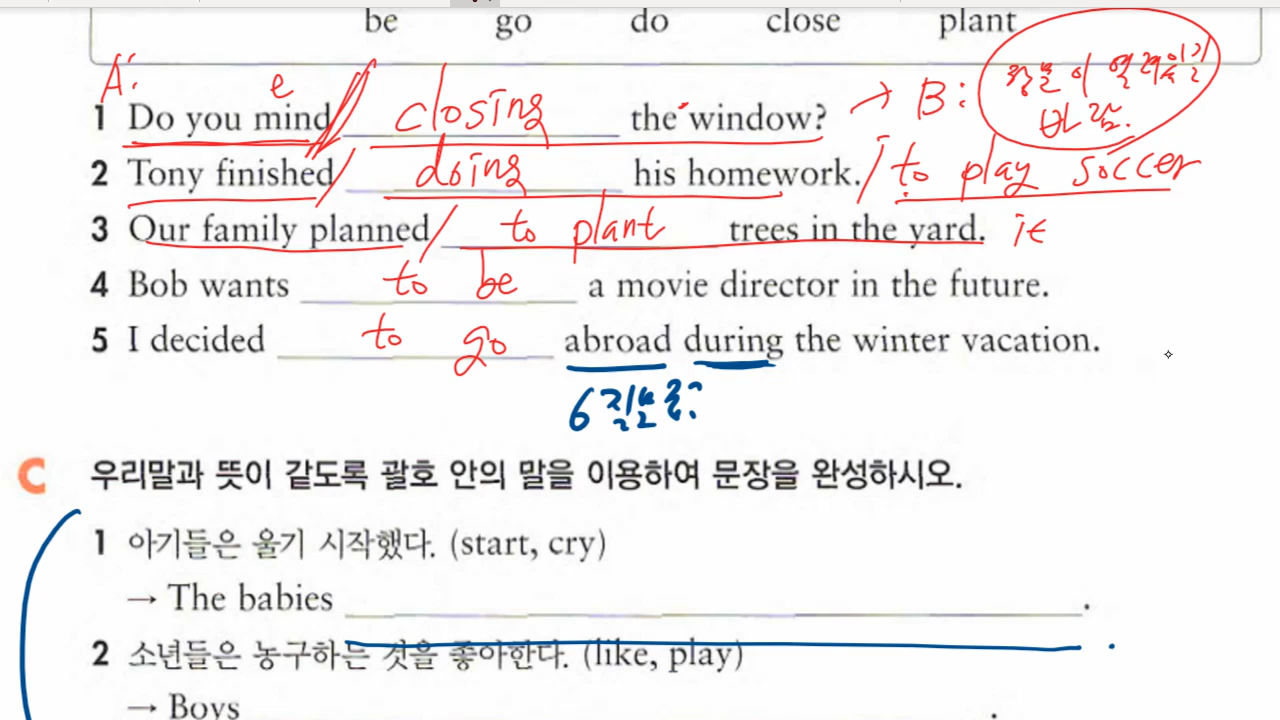 be go do close plant
A: e
1 Do you mind closing the window? → B: 창문이 열려있기 바람.
2 Tony finished doing his homework. / to play soccer
3 Our family planned to plant trees in the yard.
4 Bob wants to be a movie director in the future.
5 I decided to go abroad during the winter vacation.
C 우리말과 뜻이 같도록 괄호 안의 말을 이용하여 문장을 완성하시오.
1 아기들은 울기 시작했다. (start, cry)
→ The babies .
2 소년들은 농구하는 것을 좋아한다. (like, play)
→ Boys .